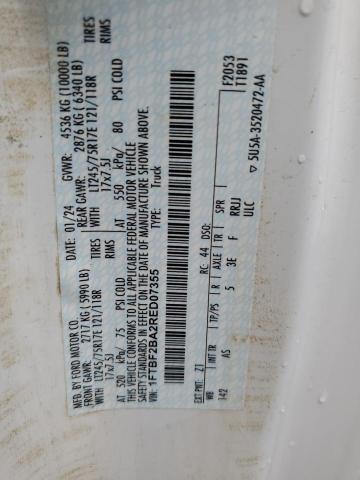 MFD. BY FORD MOTOR CO.
DATE: 01/24 GVWR: 4536 KG (10000 LB)
FRONT GAWR: 2717 KG (5990 LB) REAR GAWR: 2876 KG (6340 LB)
WITH LT245/75R17E 121/118R TIRES WITH LT245/75R17E 121/118R TIRES
17x7.5J RIMS 17x7.5J RIMS
AT 520 kPa/ 75 PSI COLD AT 550 kPa/ 80 PSI COLD
THIS VEHICLE CONFORMS TO ALL APPLICABLE FEDERAL MOTOR VEHICLE
SAFETY STANDARDS IN EFFECT ON THE DATE OF MANUFACTURE SHOWN ABOVE.
VIN: 1FTBF2BA2RED07355 TYPE: Truck
F2053
T1891
EXT PNT: Z1 RC: 44 DSO:
WB INT TR TP/PS R AXLE TR SPR
142 AS 5 3E F RRJJ
ULC
▽ 5U5A-3520472-AA